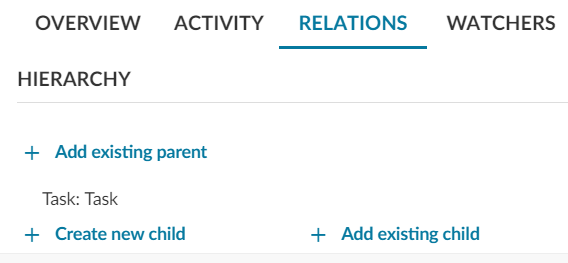 OVERVIEW ACTIVITY RELATIONS WATCHERS
HIERARCHY
+ Add existing parent
Task: Task
+ Create new child + Add existing child